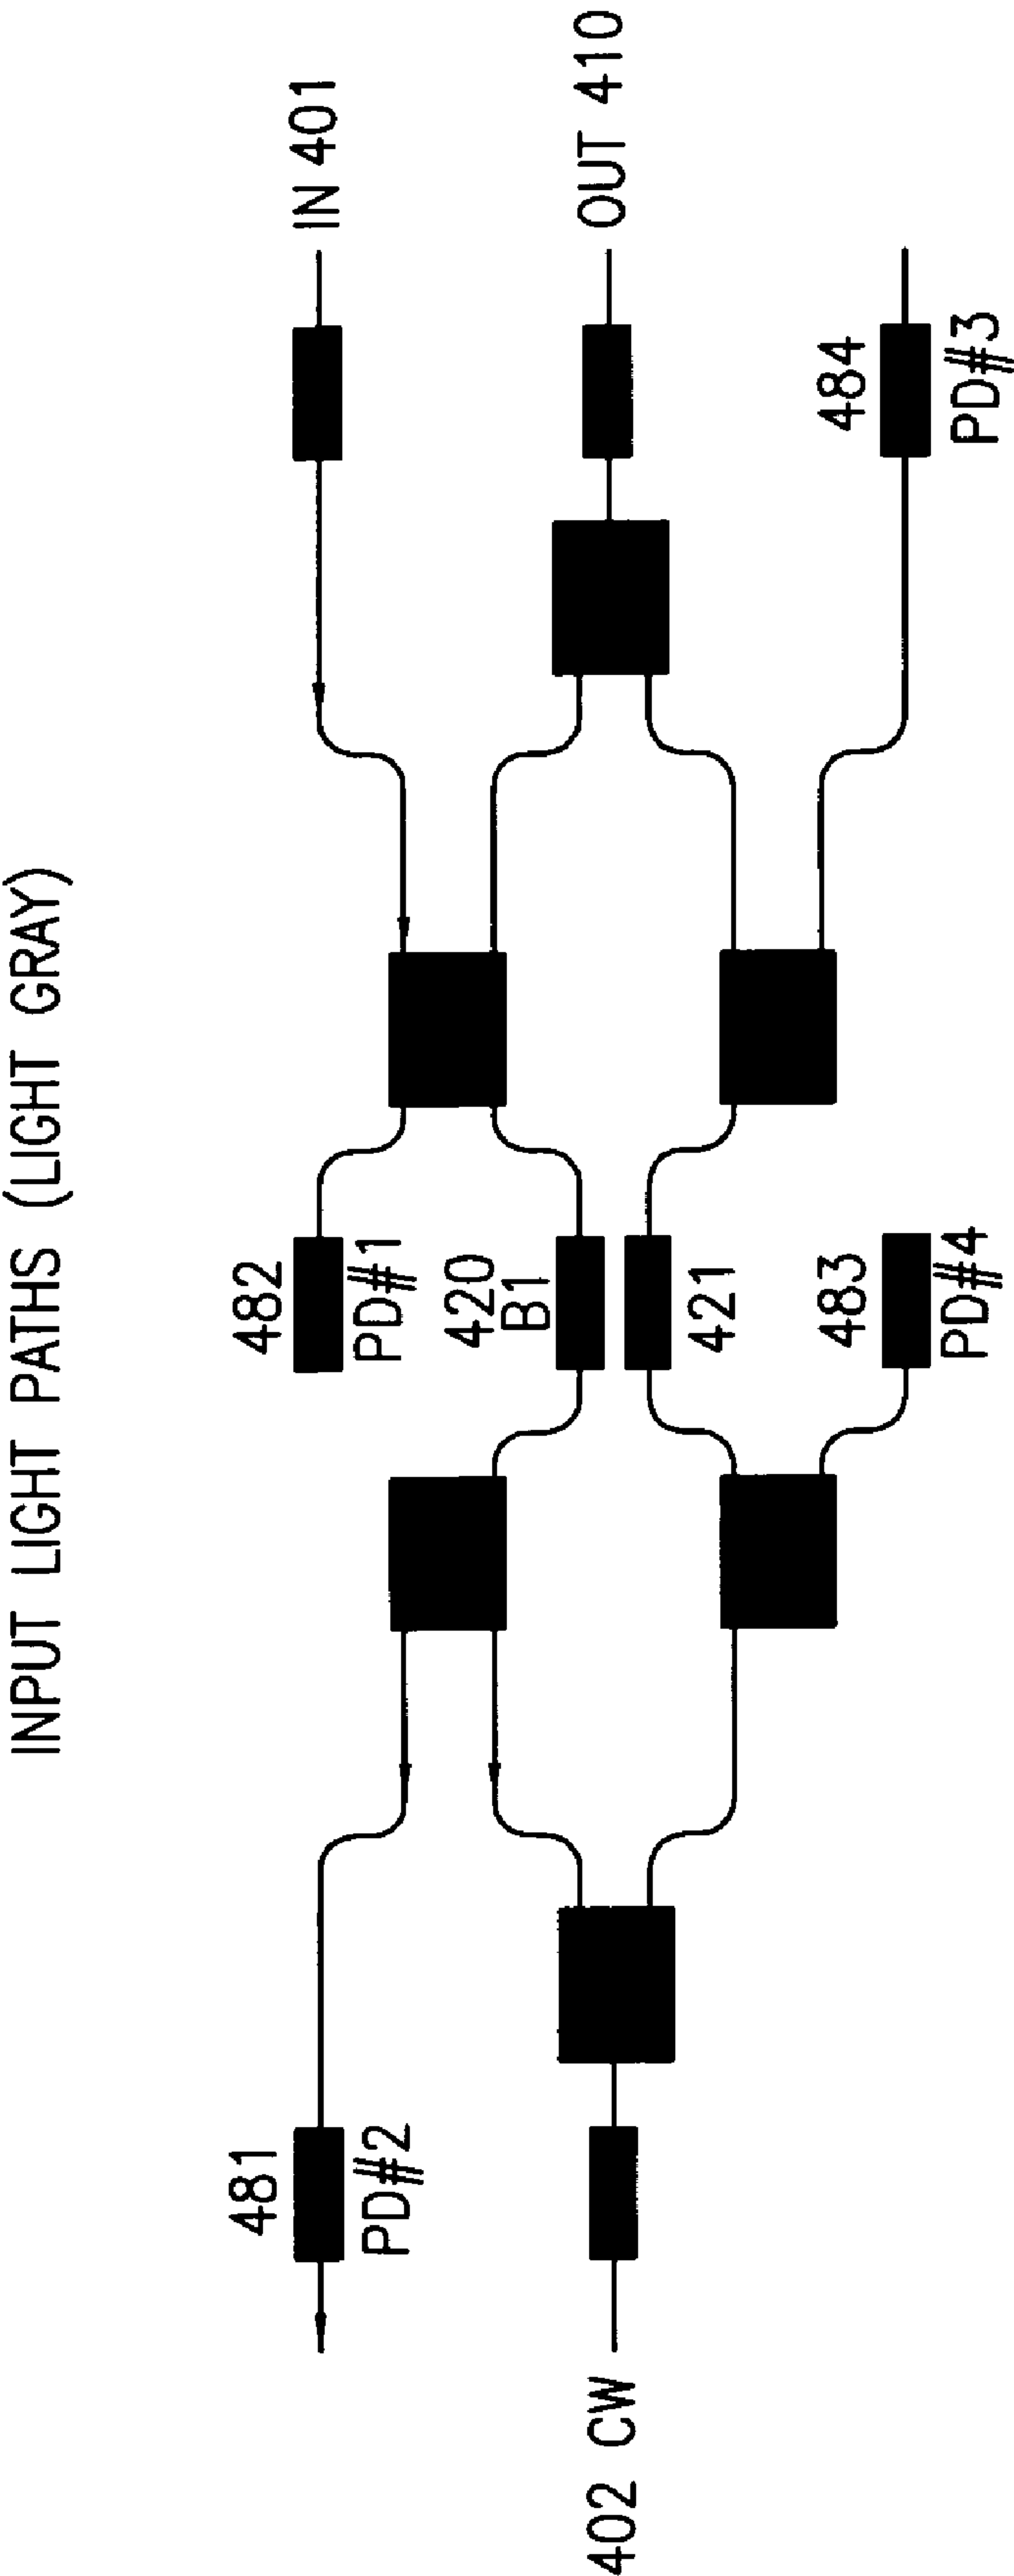 INPUT LIGHT PATHS (LIGHT GRAY)
481
PD#2
482
PD#1
IN 401
420
B1
402 CW
OUT 410
421
483
PD#4
484
PD#3